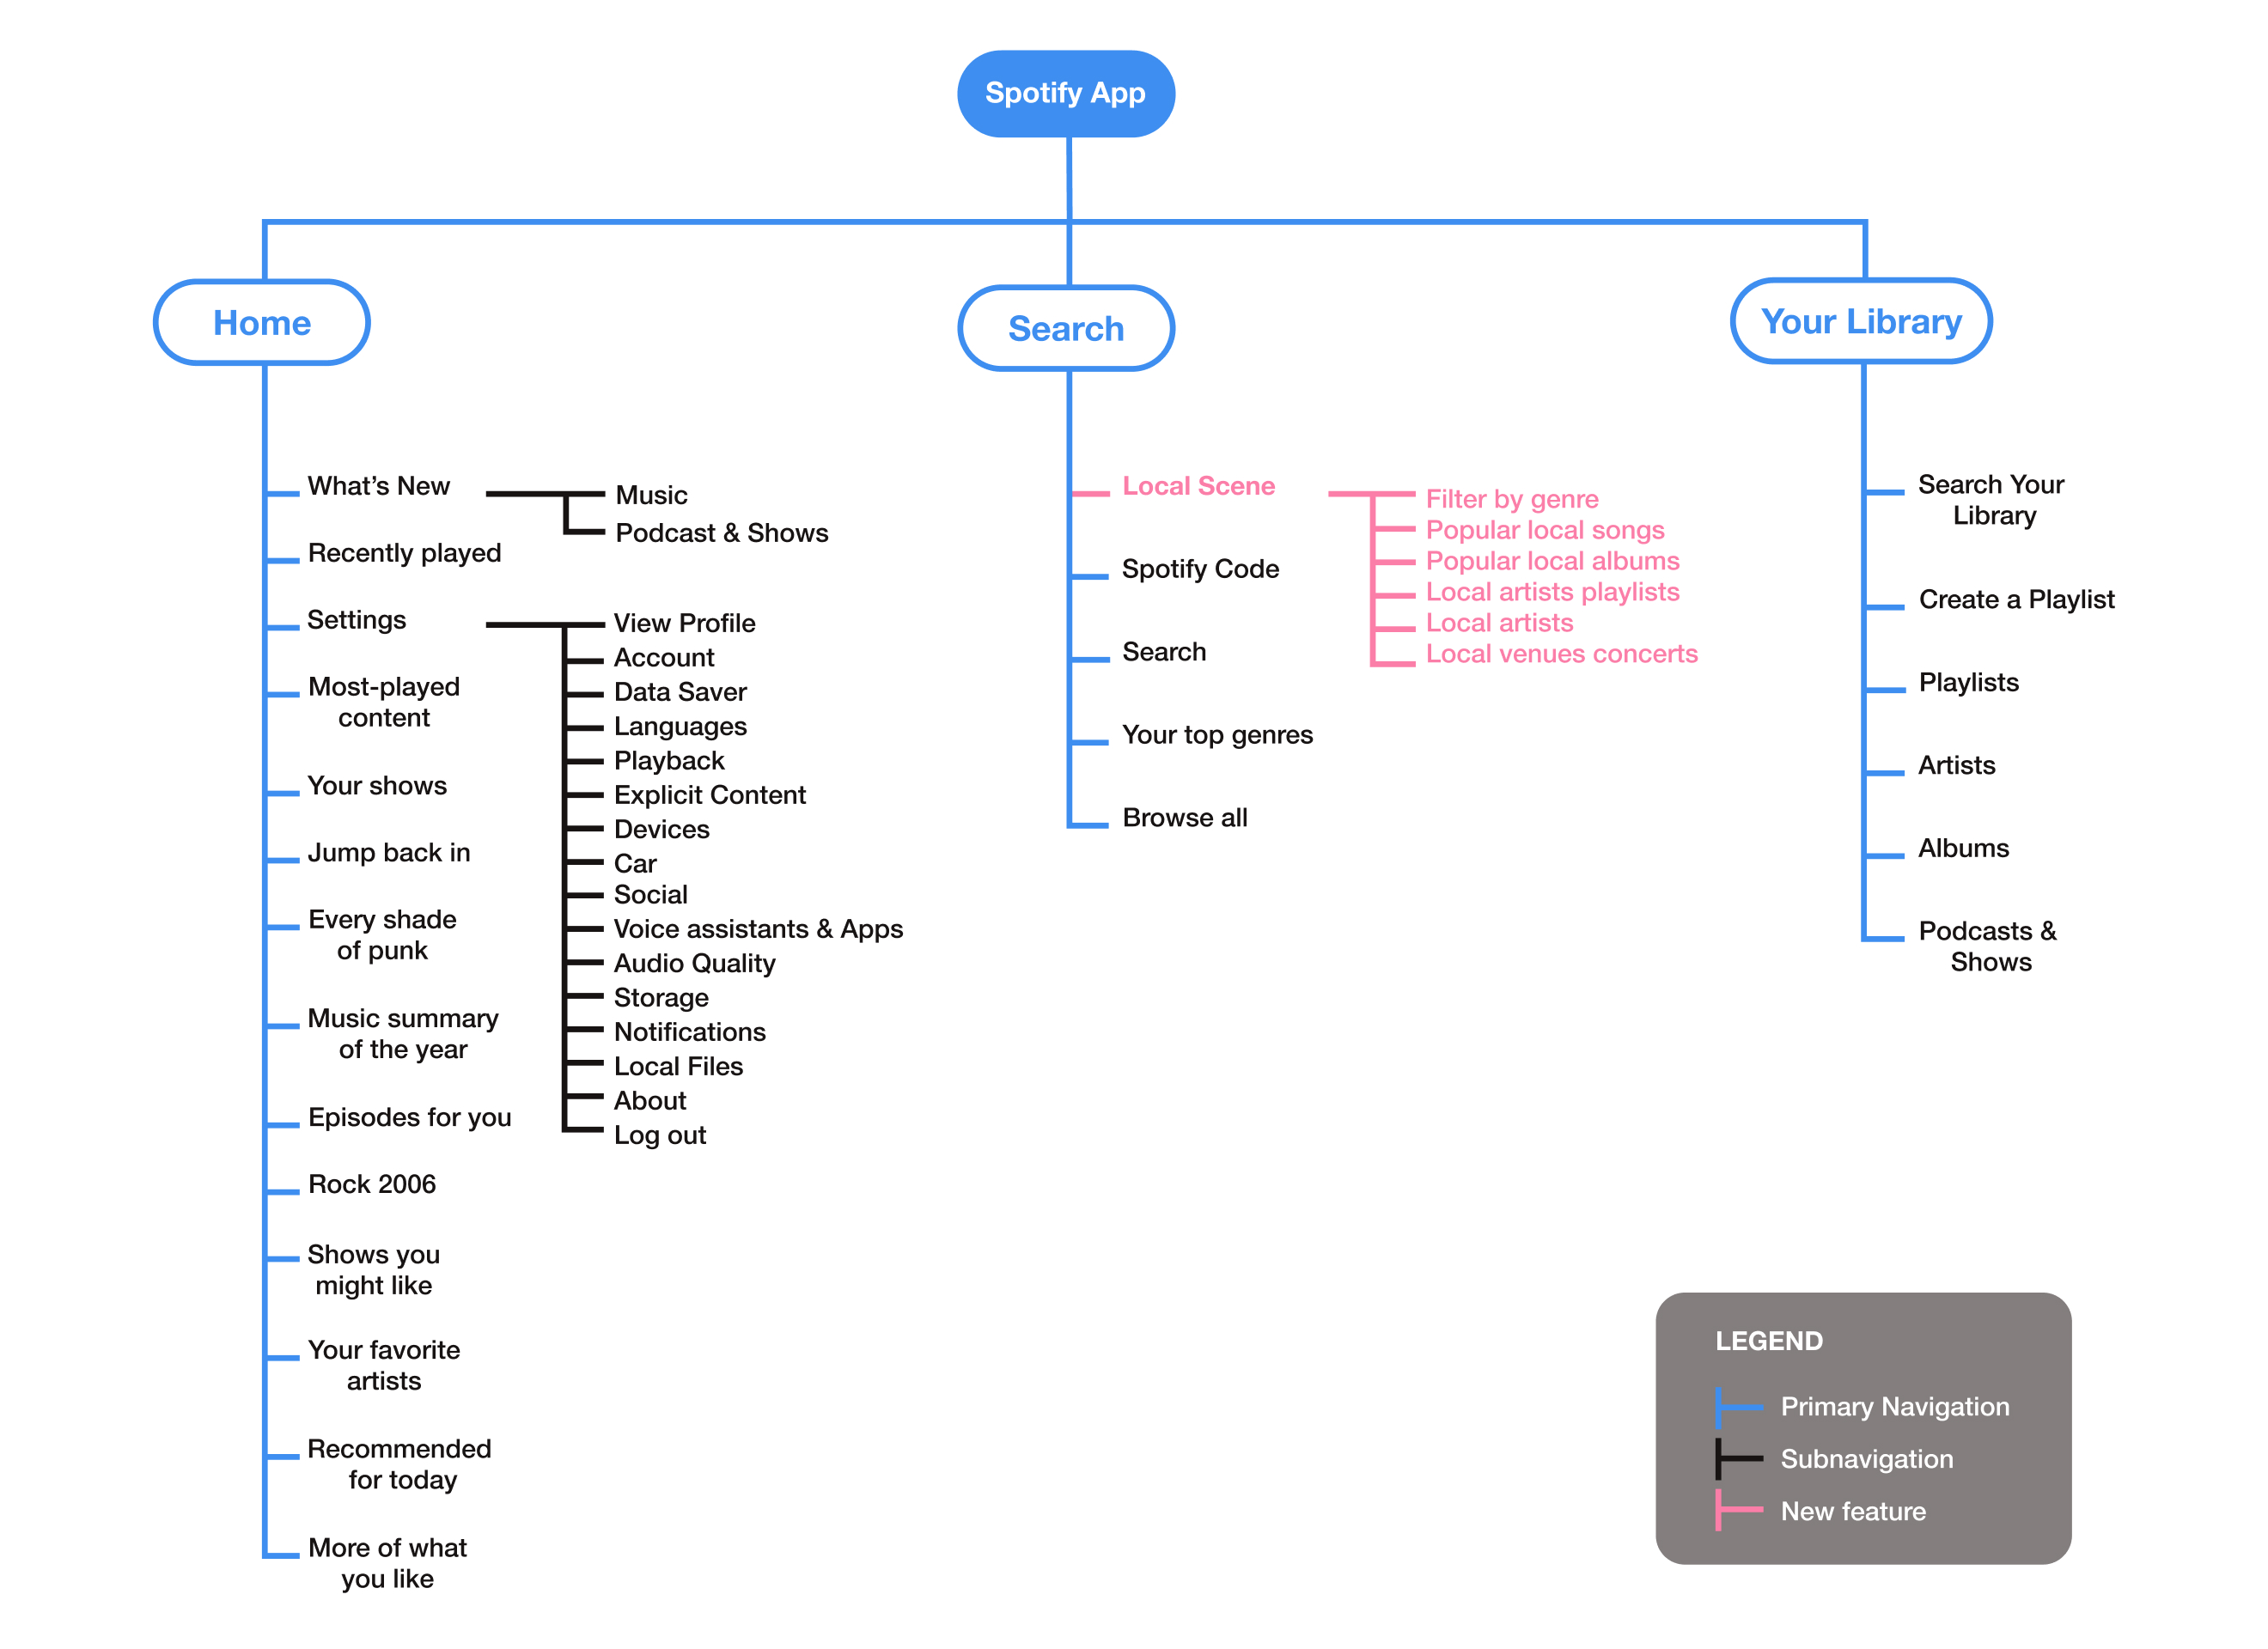 Spotify App
Home
Search
Your Library
What’s New
Music
Podcast & Shows
Recently played
Settings
View Profile
Account
Data Saver
Languages
Playback
Explicit Content
Devices
Car
Social
Voice assistants & Apps
Audio Quality
Storage
Notifications
Local Files
About
Log out
Most-played
content
Your shows
Jump back in
Every shade
of punk
Music summary
of the year
Episodes for you
Rock 2006
Shows you
might like
Your favorite
artists
Recommended
for today
More of what
you like
Local Scene
Filter by genre
Popular local songs
Popular local albums
Local artists playlists
Local artists
Local venues concerts
Spotify Code
Search
Your top genres
Browse all
Search Your
Library
Create a Playlist
Playlists
Artists
Albums
Podcasts &
Shows
LEGEND
Primary Navigation
Subnavigation
New feature